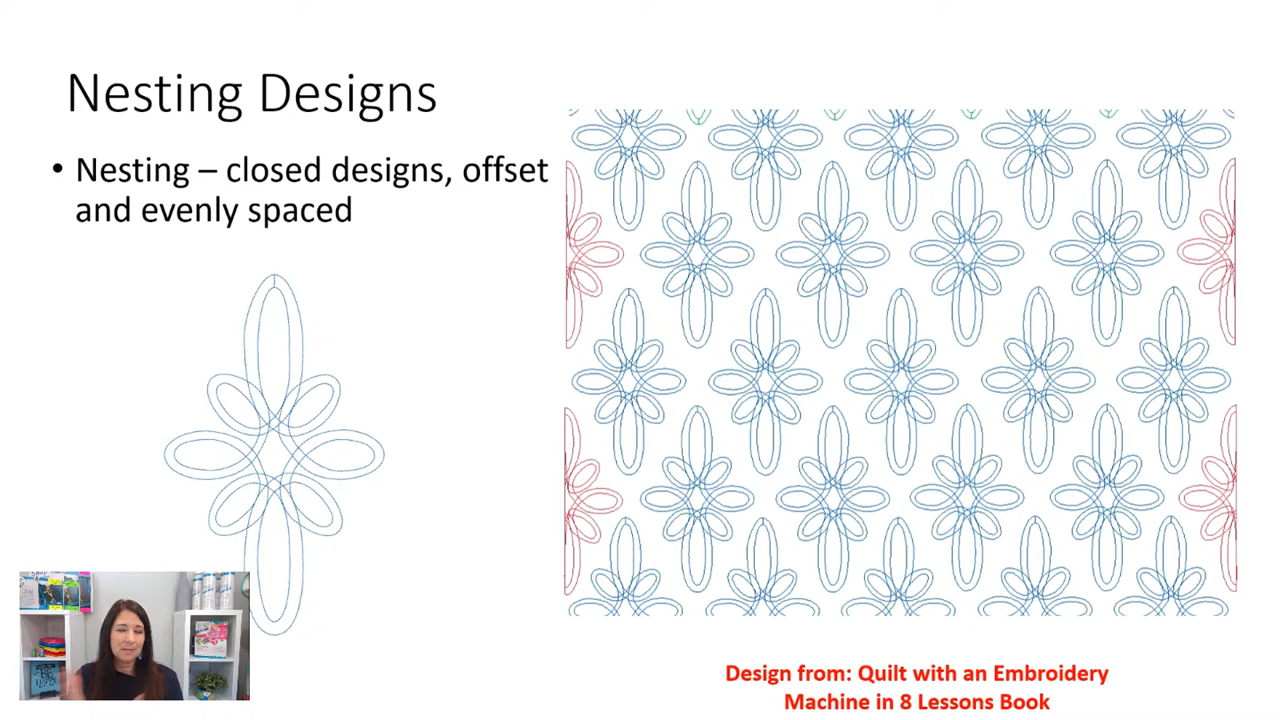 Nesting Designs
• Nesting – closed designs, offset
and evenly spaced
Design from: Quilt with an Embroidery
Machine in 8 Lessons Book